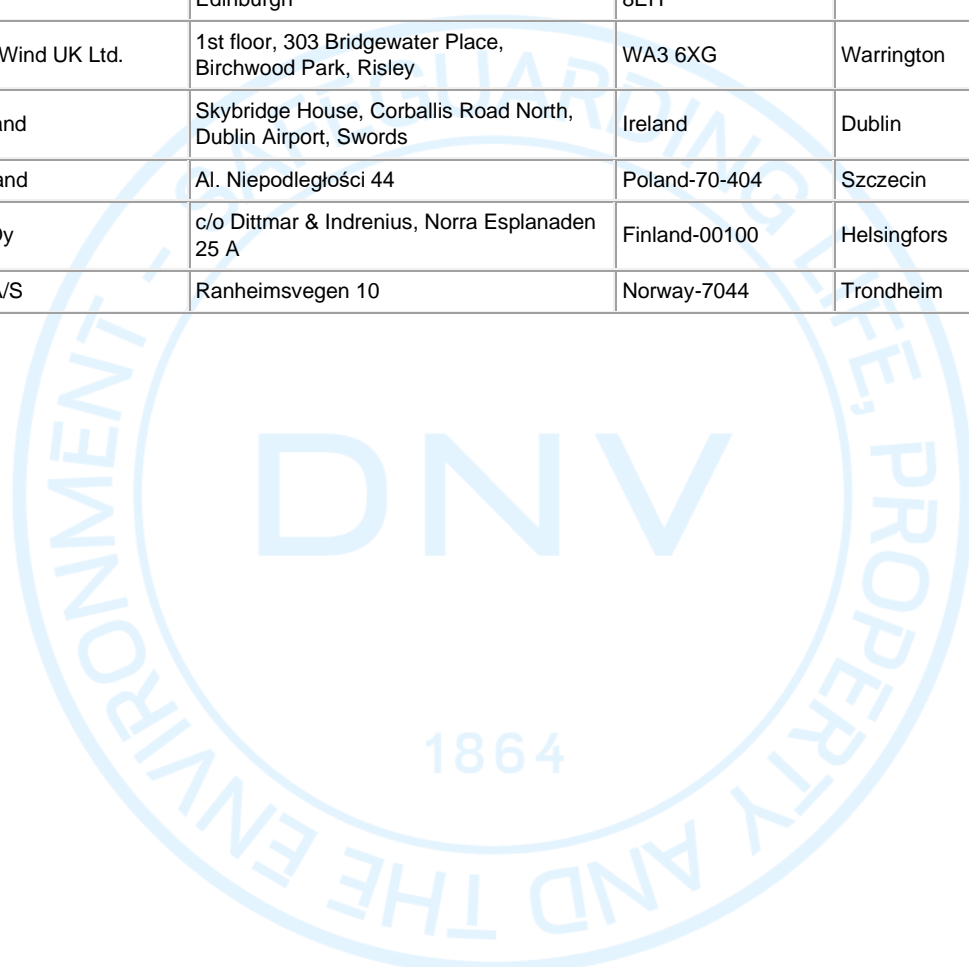 Edinburgh
8EH
Wind UK Ltd.
1st floor, 303 Bridgewater Place,
Birchwood Park, Risley
WA3 6XG
Warrington
and
Skybridge House, Corballis Road North,
Dublin Airport, Swords
Ireland
Dublin
and
Al. Niepodległości 44
Poland-70-404
Szczecin
Oy
c/o Dittmar & Indrenius, Norra Esplanaden
25 A
Finland-00100
Helsingfors
A/S
Ranheimsvegen 10
Norway-7044
Trondheim
SAFEGUARDING LIFE, PROPERTY AND THE ENVIRONMENT -
DNV
1864